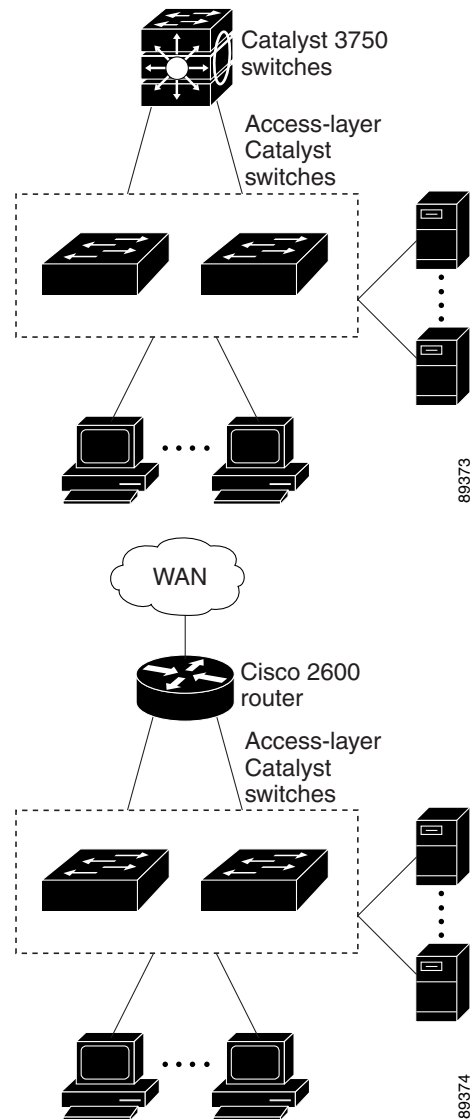 Catalyst 3750
switches
Access-layer
Catalyst
switches
89373
WAN
Cisco 2600
router
Access-layer
Catalyst
switches
89374